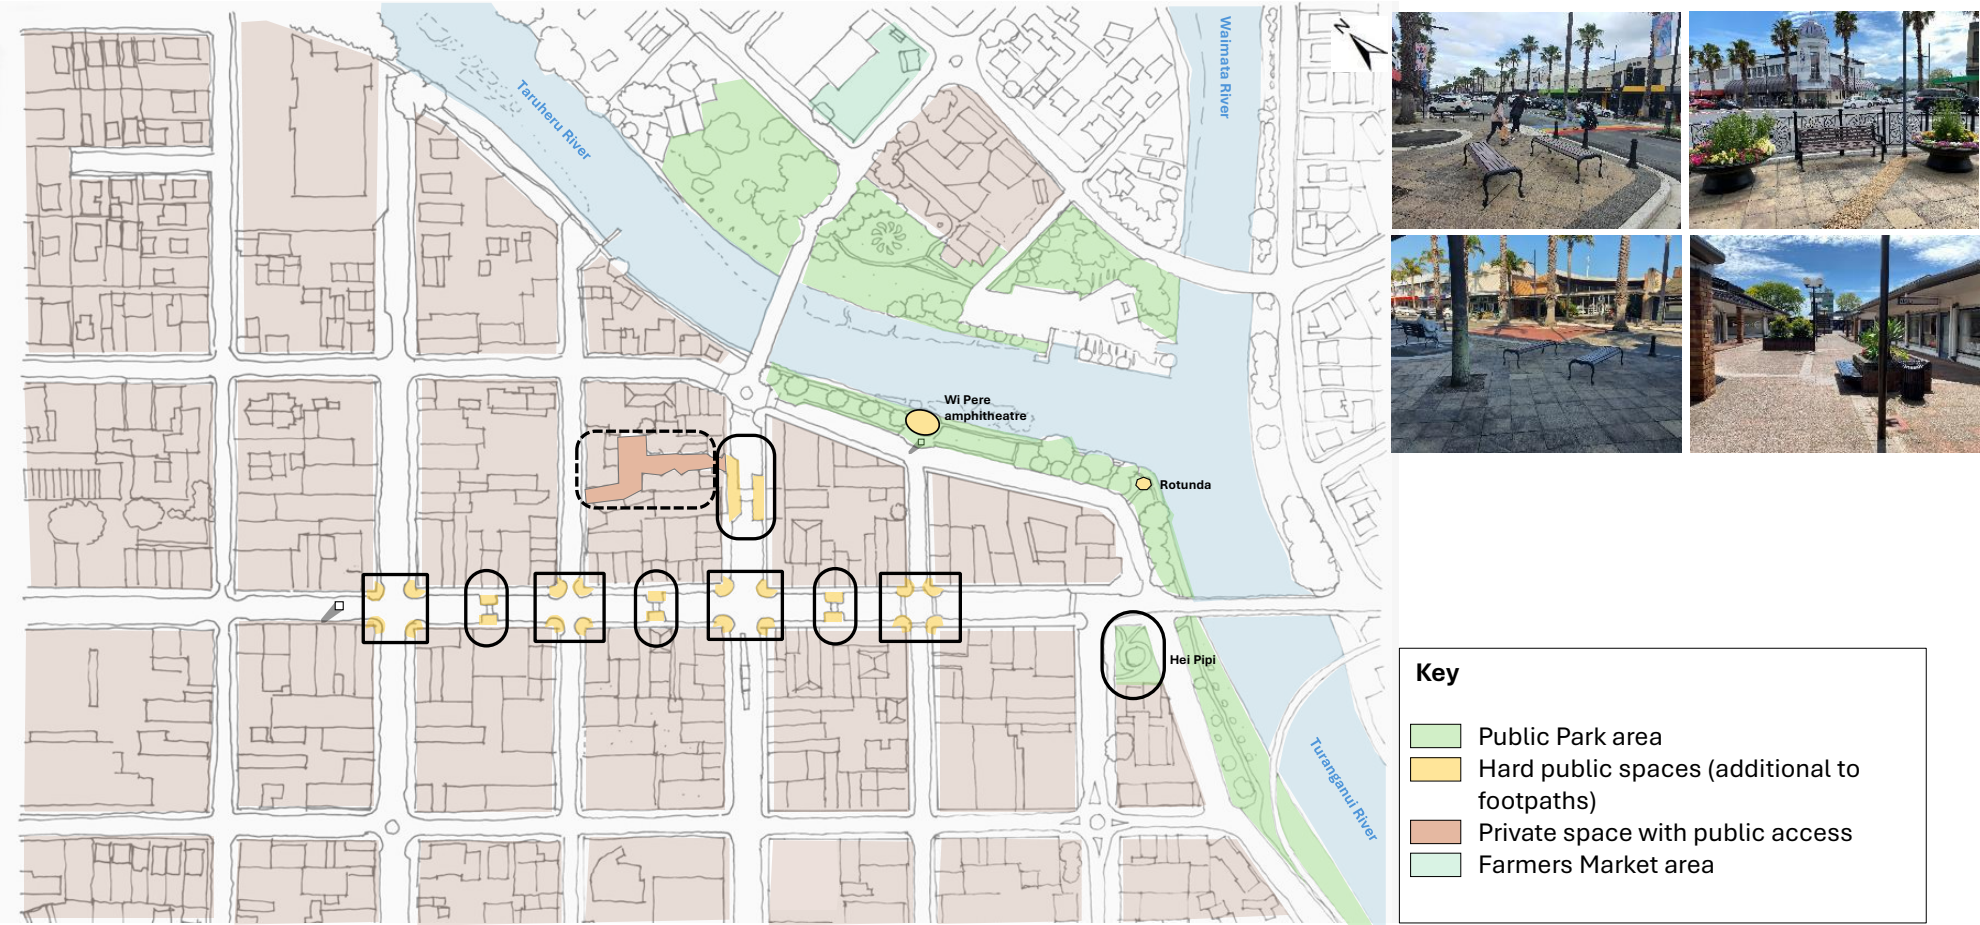 Taruheru River
Waimata River
N
Wi Pere
amphitheatre
Rotunda
Hei Pipi
Turanganui River
Key
Public Park area
Hard public spaces (additional to
footpaths)
Private space with public access
Farmers Market area